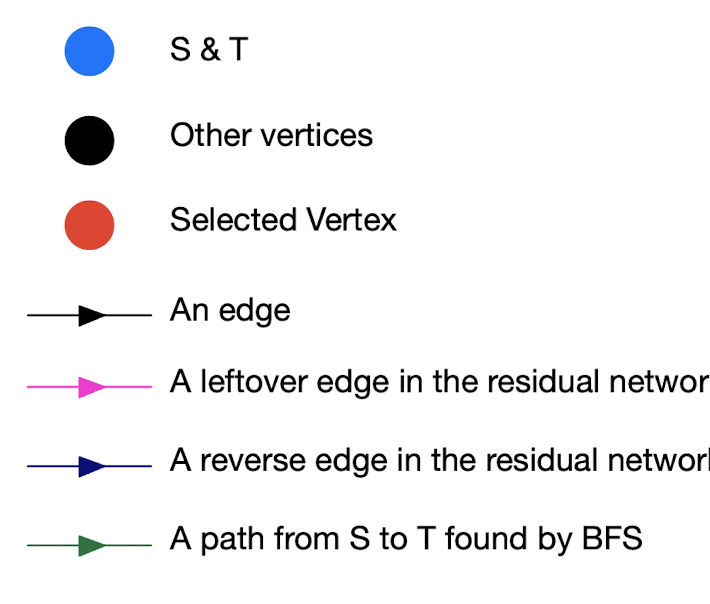 S & T
Other vertices
Selected Vertex
An edge
A leftover edge in the residual networ
A reverse edge in the residual network
A path from S to T found by BFS